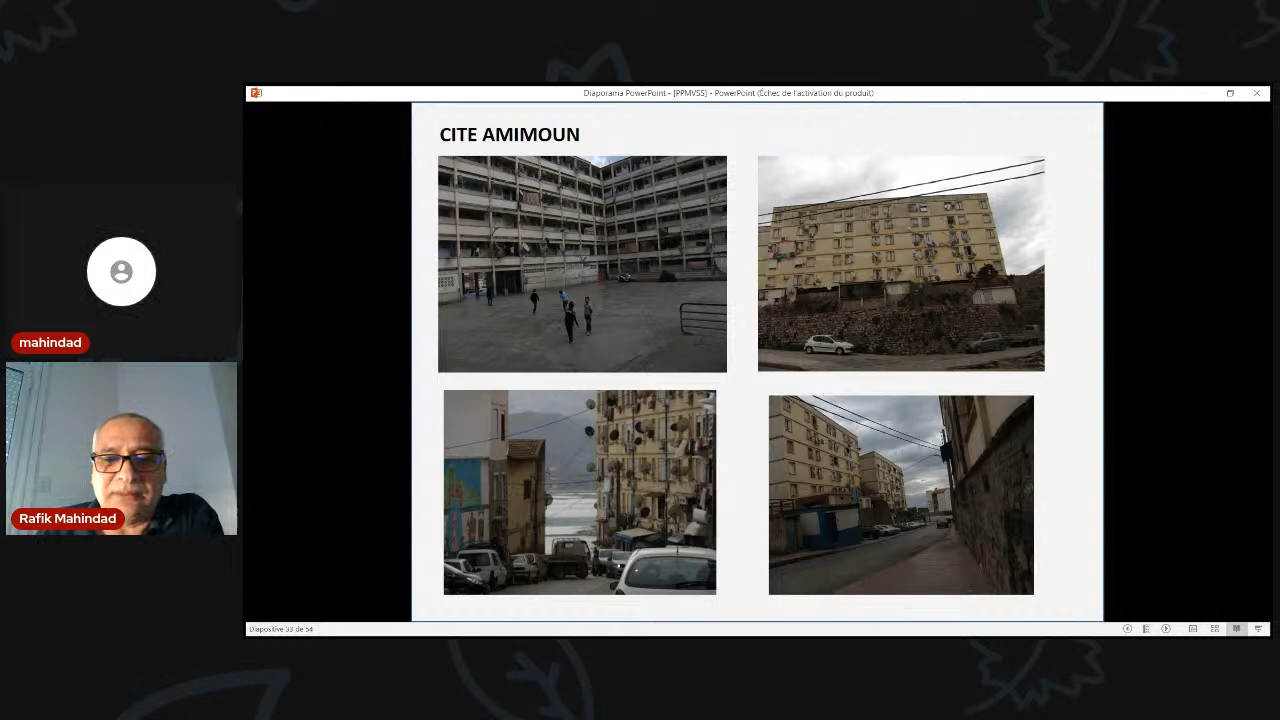 Diaporama PowerPoint - [PPMVSS] - PowerPoint (Échec de l'activation du produit)
CITE AMIMOUN
mahindad
Rafik Mahindad
Diapositive 33 de 54